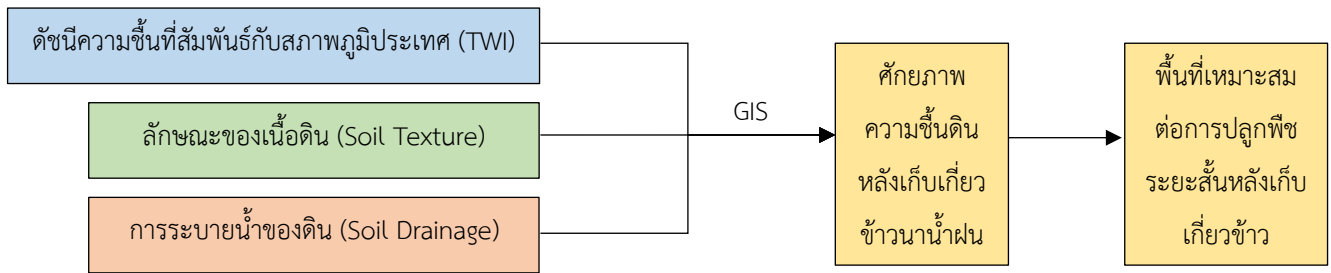 ดัชนีความชื้นที่สัมพันธ์กับสภาพภูมิประเทศ (TWI)
ลักษณะของเนื้อดิน (Soil Texture)
การระบายน้ำของดิน (Soil Drainage)
GIS
ศักยภาพ
ความชื้นดิน
หลังเก็บเกี่ยว
ข้าวนาน้ำฝน
พื้นที่เหมาะสม
ต่อการปลูกพืช
ระยะสั้นหลังเก็บ
เกี่ยวข้าว